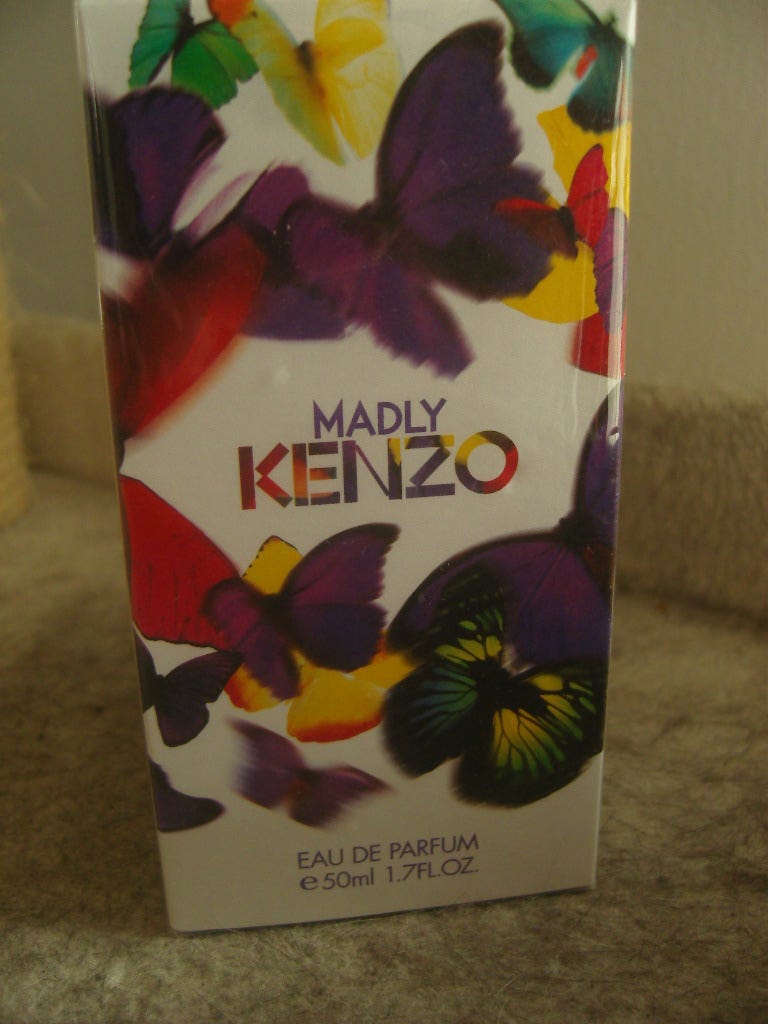 MADLY
KENZO
EAU DE PARFUM
℮50ml 1.7FL.OZ.